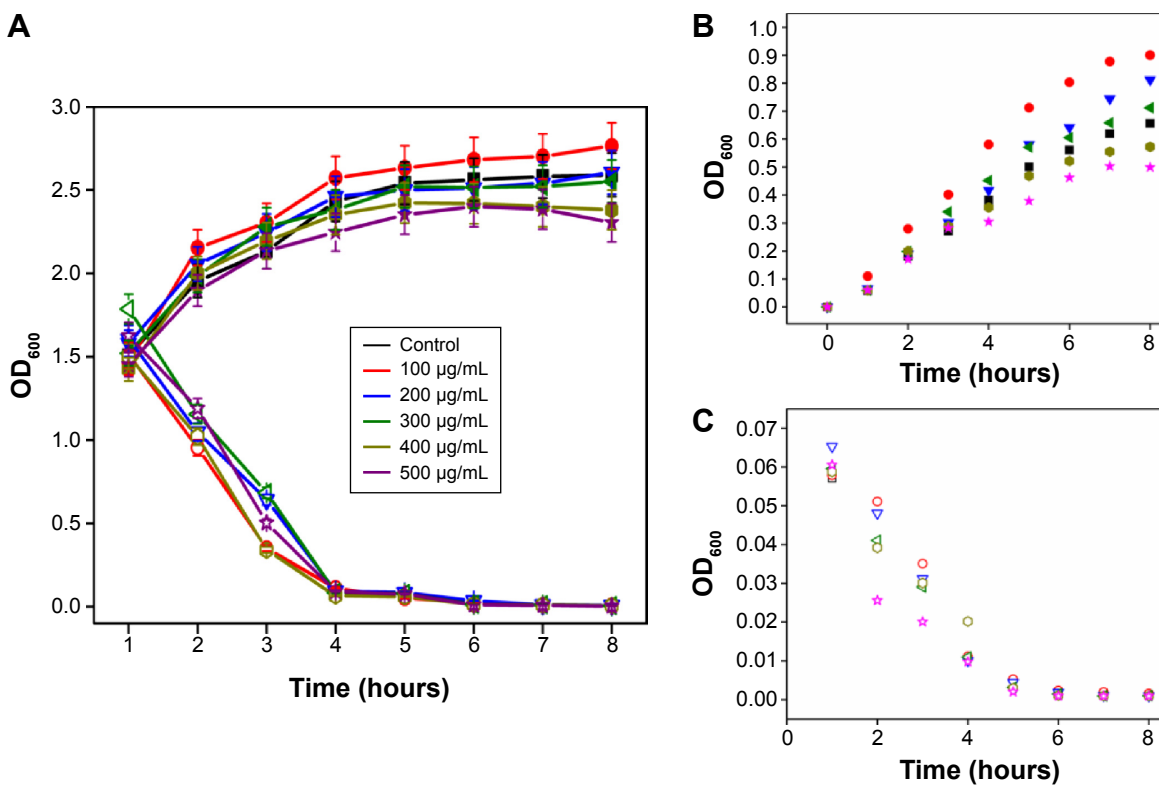 A
OD600
3.0
2.5
2.0
1.5
1.0
0.5
0.0
1 2 3 4 5 6 7 8
Time (hours)
Control
100 µg/mL
200 µg/mL
300 µg/mL
400 µg/mL
500 µg/mL
B
OD600
1.0
0.9
0.8
0.7
0.6
0.5
0.4
0.3
0.2
0.1
0.0
0 2 4 6 8
Time (hours)
C
OD600
0.07
0.06
0.05
0.04
0.03
0.02
0.01
0.00
0 2 4 6 8
Time (hours)